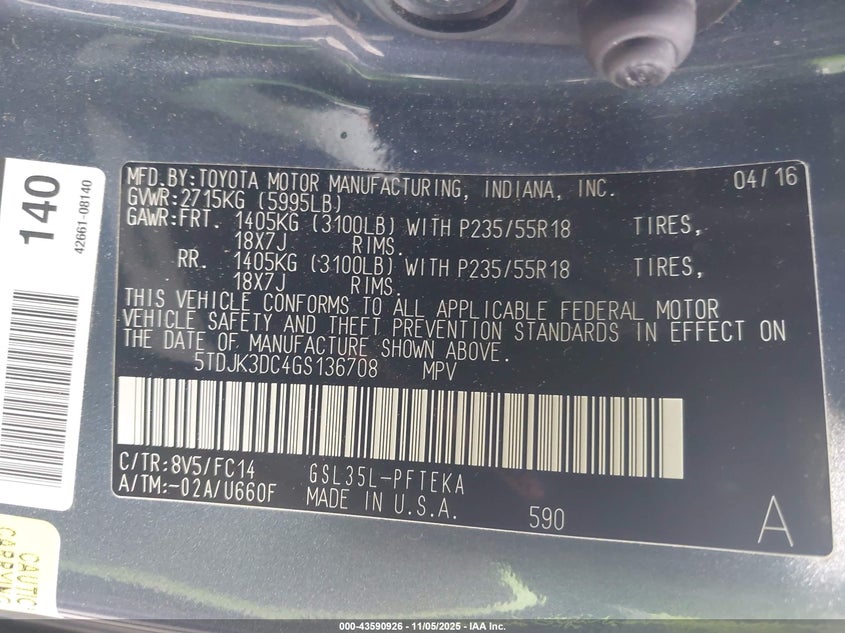 MFD.BY:TOYOTA MOTOR MANUFACTURING, INDIANA, INC. 04/16
GVWR:2715KG (5995LB)
GAWR:FRT. 1405KG (3100LB) WITH P235/55R18 TIRES,
18X7J RIMS.
RR. 1405KG (3100LB) WITH P235/55R18 TIRES,
18X7J RIMS.
THIS VEHICLE CONFORMS TO ALL APPLICABLE FEDERAL MOTOR
VEHICLE SAFETY AND THEFT PREVENTION STANDARDS IN EFFECT ON
THE DATE OF MANUFACTURE SHOWN ABOVE.
5TDJK3DC4GS136708 MPV
C/TR:8V5/FC14 GSL35L-PFTEKA
A/TM:-02A/U660F MADE IN U.S.A. 590 A
140
42661-08140
000-43590926 - 11/05/2025 - IAA Inc.